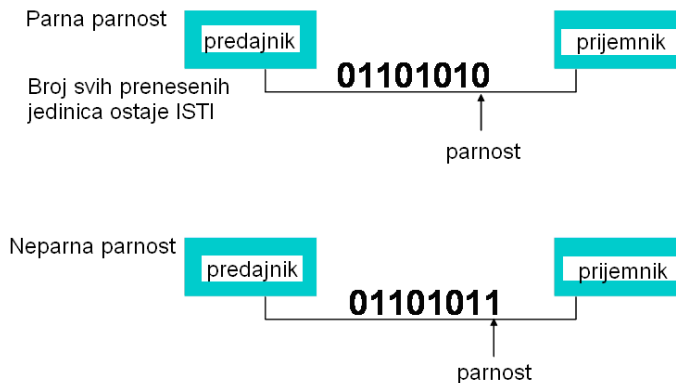 Parna parnost
predajnik
prijemnik
01101010
Broj svih prenesenih
jedinica ostaje ISTI
parnost
Neparna parnost
predajnik
prijemnik
01101011
parnost